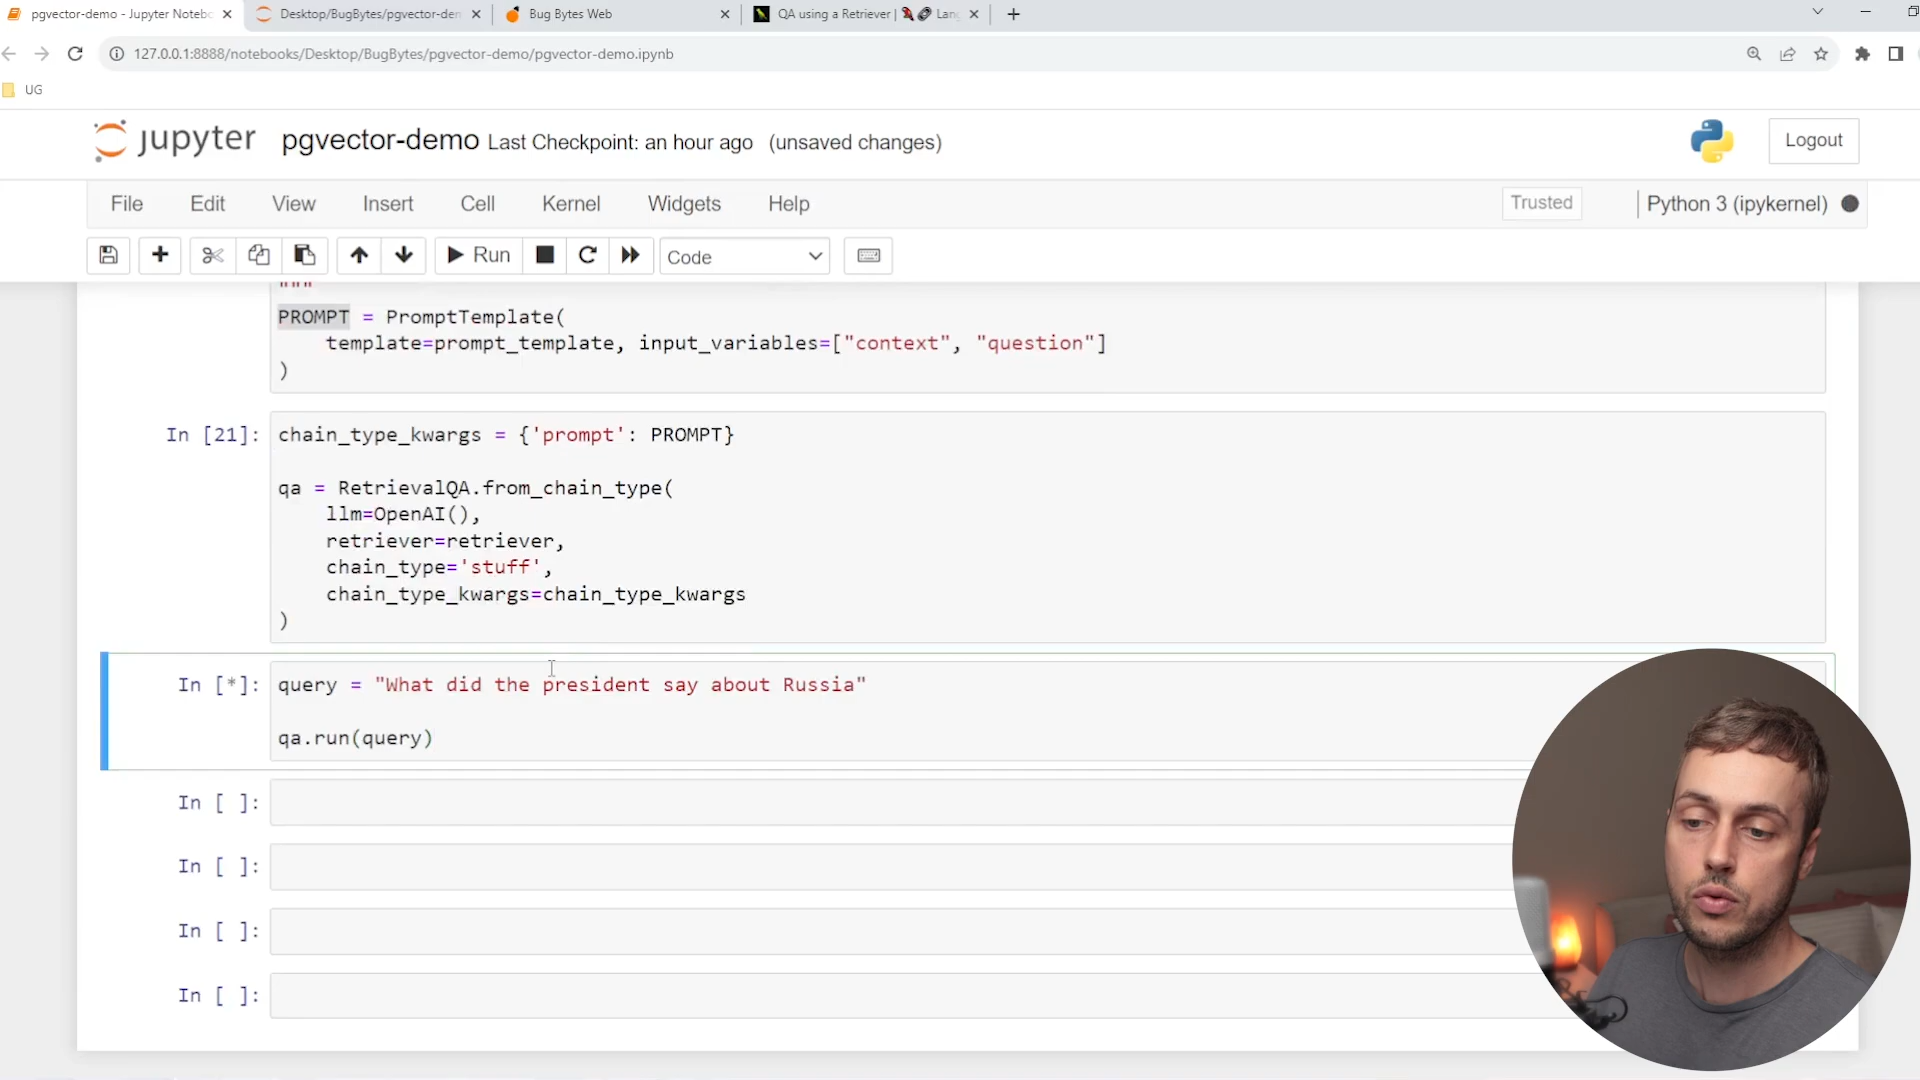 pgvector-demo - Jupyter Noteb
Desktop/BugBytes/pgvector-den
Bug Bytes Web
QA using a Retriever | Lang
127.0.0.1:8888/notebooks/Desktop/BugBytes/pgvector-demo/pgvector-demo.ipynb
UG
jupyter pgvector-demo Last Checkpoint: an hour ago (unsaved changes)
Logout
File Edit View Insert Cell Kernel Widgets Help
Trusted
Python 3 (ipykernel)
Run
Code
"""
PROMPT = PromptTemplate(
template=prompt_template, input_variables=["context", "question"]
)
In [21]:
chain_type_kwargs = {'prompt': PROMPT}
qa = RetrievalQA.from_chain_type(
llm=OpenAI(),
retriever=retriever,
chain_type='stuff',
chain_type_kwargs=chain_type_kwargs
)
In [*]:
query = "What did the president say about Russia"
qa.run(query)
In [ ]:
In [ ]:
In [ ]:
In [ ]: